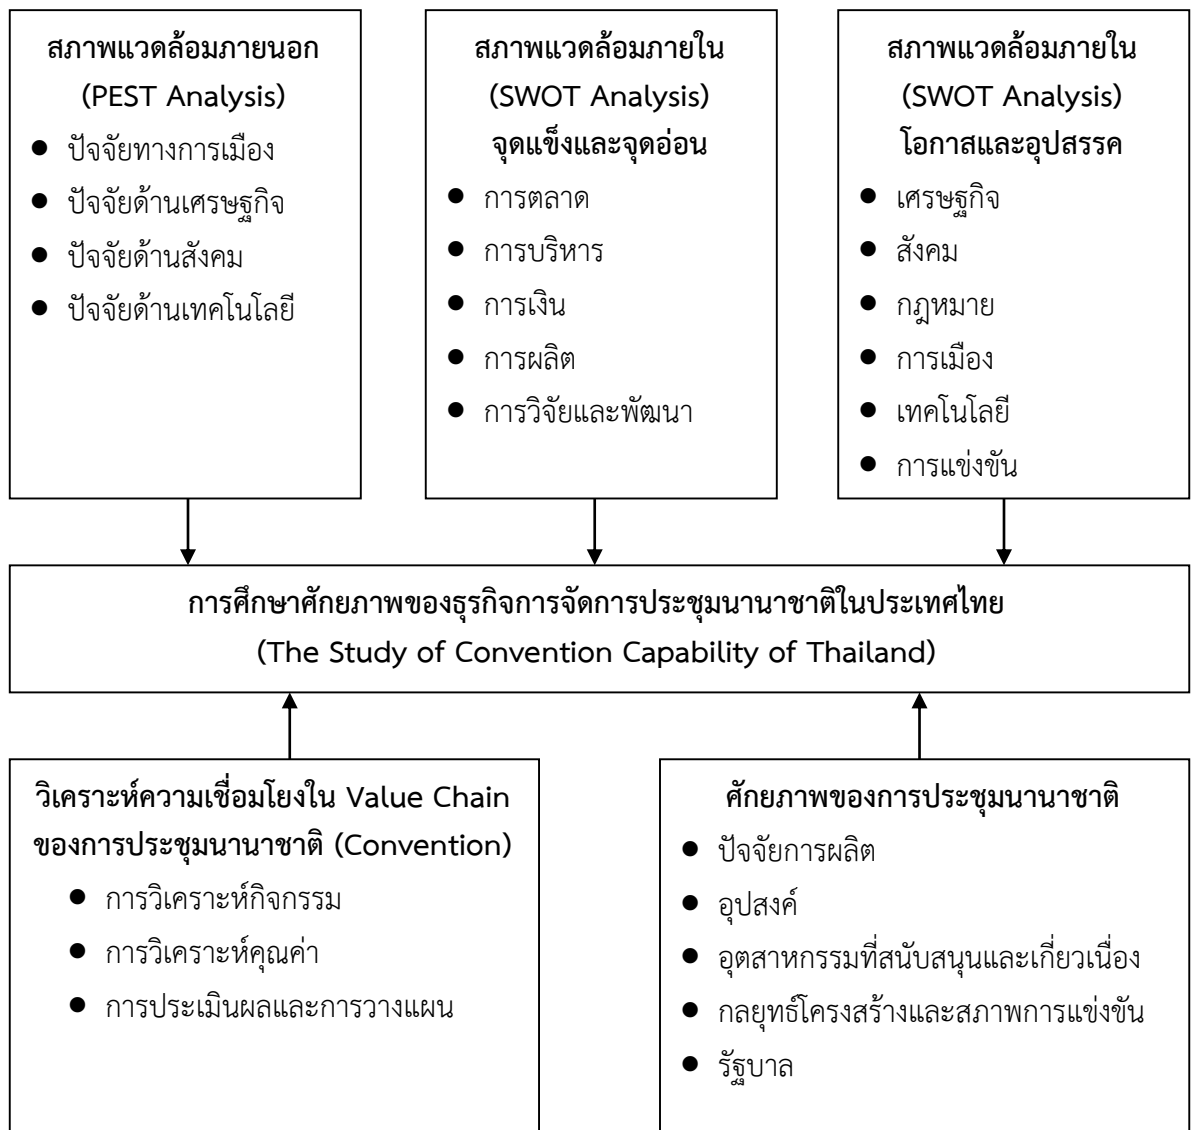 สภาพแวดล้อมภายนอก
(PEST Analysis)
● ปัจจัยทางการเมือง
● ปัจจัยด้านเศรษฐกิจ
● ปัจจัยด้านสังคม
● ปัจจัยด้านเทคโนโลยี
สภาพแวดล้อมภายใน
(SWOT Analysis)
จุดแข็งและจุดอ่อน
● การตลาด
● การบริหาร
● การเงิน
● การผลิต
● การวิจัยและพัฒนา
สภาพแวดล้อมภายใน
(SWOT Analysis)
โอกาสและอุปสรรค
● เศรษฐกิจ
● สังคม
● กฎหมาย
● การเมือง
● เทคโนโลยี
● การแข่งขัน
การศึกษาศักยภาพของธุรกิจการจัดการประชุมนานาชาติในประเทศไทย
(The Study of Convention Capability of Thailand)
วิเคราะห์ความเชื่อมโยงใน Value Chain
ของการประชุมนานาชาติ (Convention)
● การวิเคราะห์กิจกรรม
● การวิเคราะห์คุณค่า
● การประเมินผลและการวางแผน
ศักยภาพของการประชุมนานาชาติ
● ปัจจัยการผลิต
● อุปสงค์
● อุตสาหกรรมที่สนับสนุนและเกี่ยวเนื่อง
● กลยุทธ์โครงสร้างและสภาพการแข่งขัน
● รัฐบาล